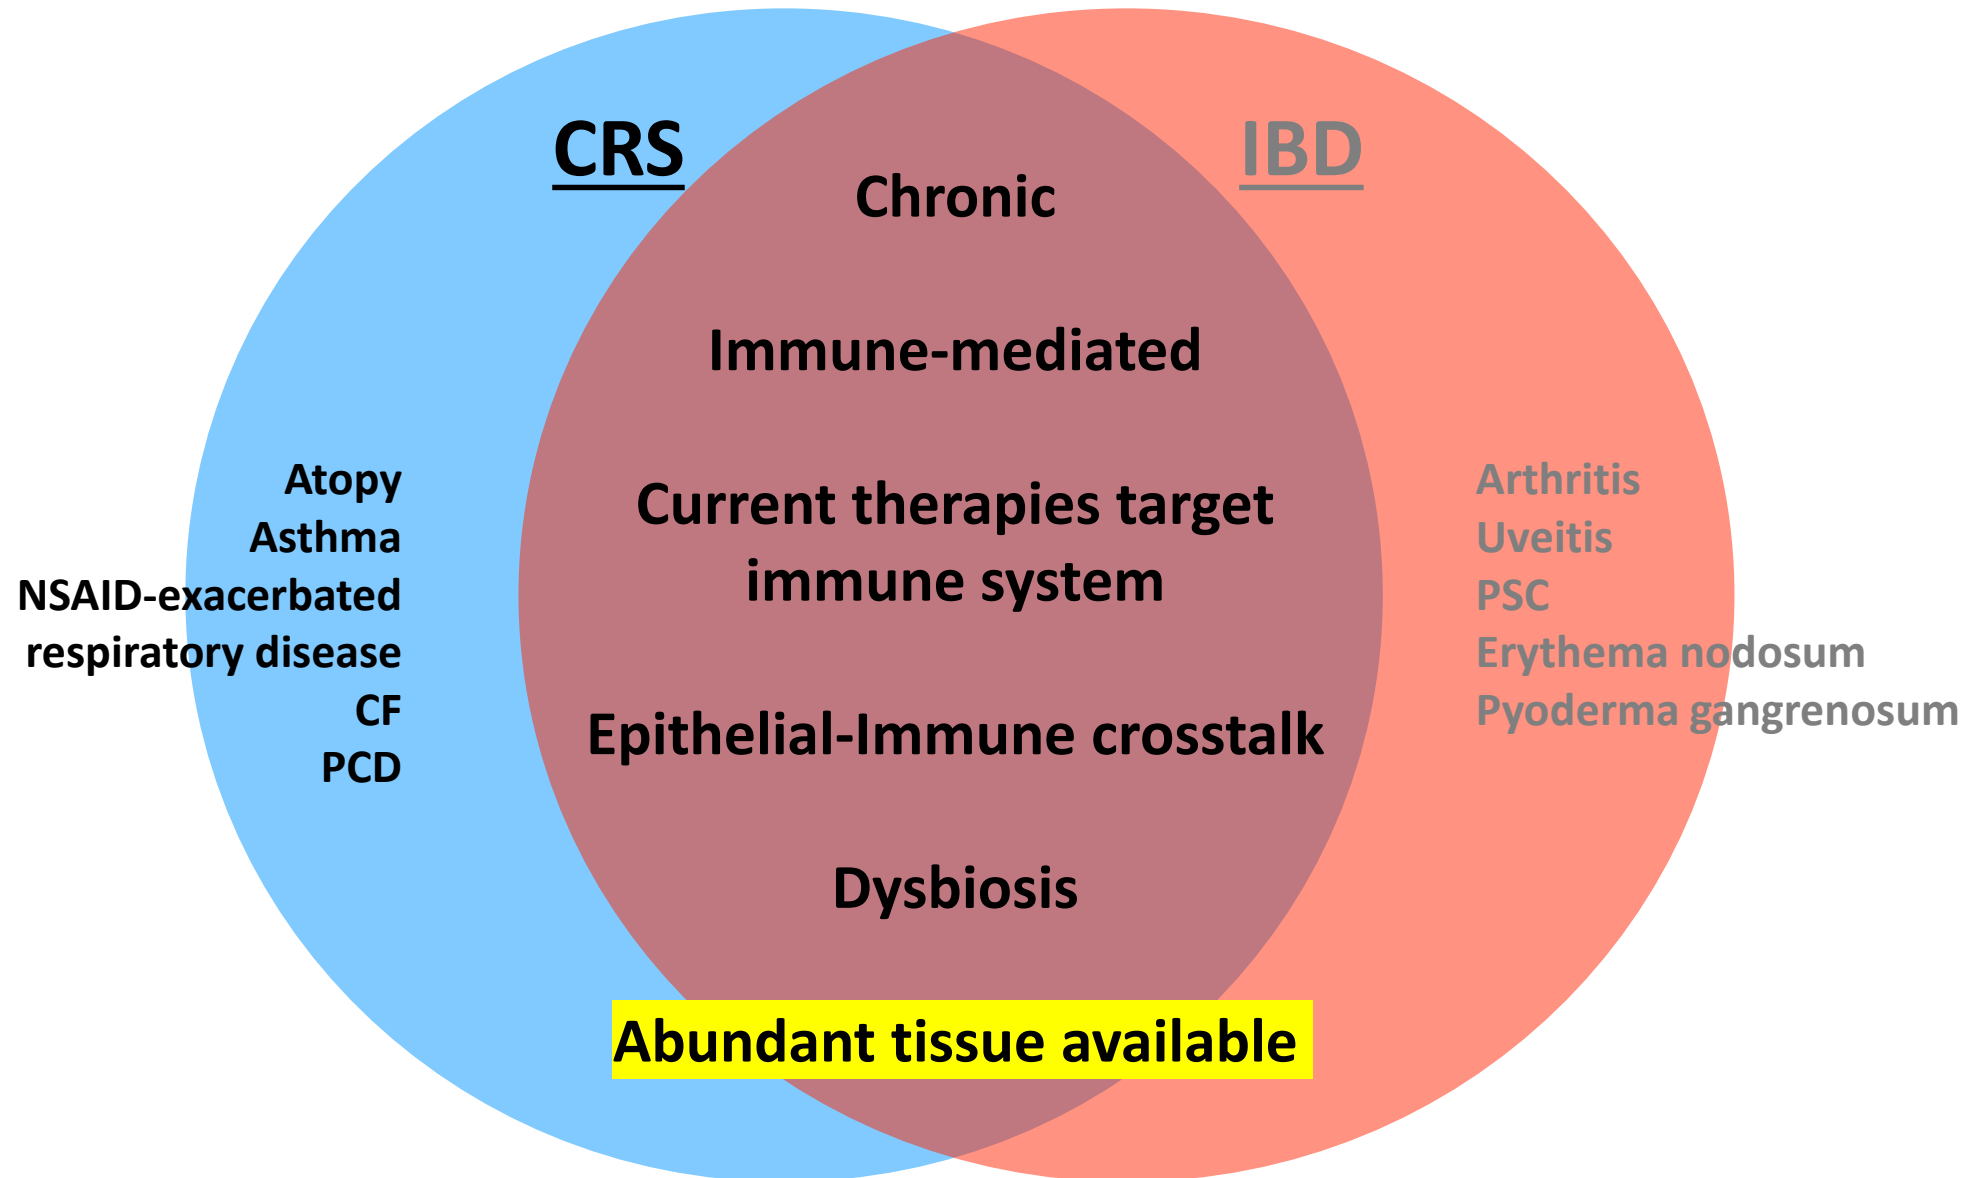 CRS
IBD
Chronic
Immune-mediated
Current therapies target
immune system
Epithelial-Immune crosstalk
Dysbiosis
Abundant tissue available
Atopy
Asthma
NSAID-exacerbated
respiratory disease
CF
PCD
Arthritis
Uveitis
PSC
Erythema nodosum
Pyoderma gangrenosum